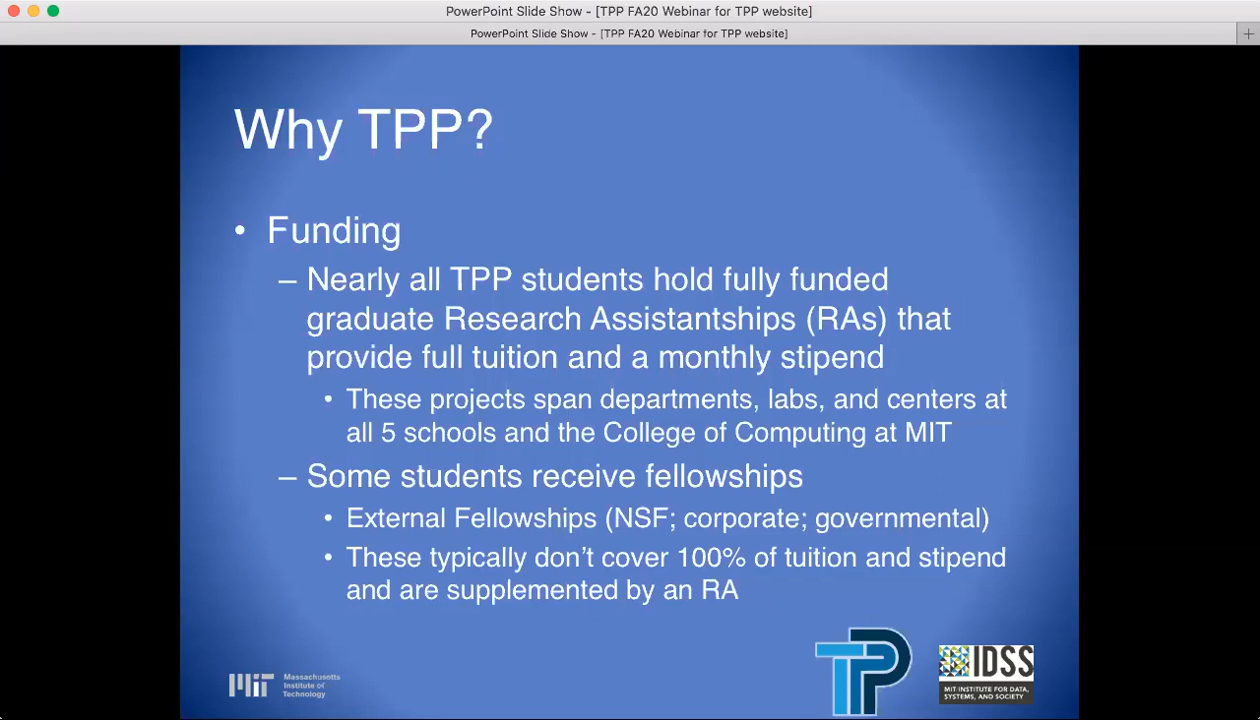 PowerPoint Slide Show - [TPP FA20 Webinar for TPP website]
PowerPoint Slide Show - [TPP FA20 Webinar for TPP website]
Why TPP?
• Funding
– Nearly all TPP students hold fully funded
graduate Research Assistantships (RAs) that
provide full tuition and a monthly stipend
• These projects span departments, labs, and centers at
all 5 schools and the College of Computing at MIT
– Some students receive fellowships
• External Fellowships (NSF; corporate; governmental)
• These typically don’t cover 100% of tuition and stipend
and are supplemented by an RA
MIT
Massachusetts
Institute of
Technology
TPP
IDSS
MIT INSTITUTE FOR DATA,
SYSTEMS, AND SOCIETY